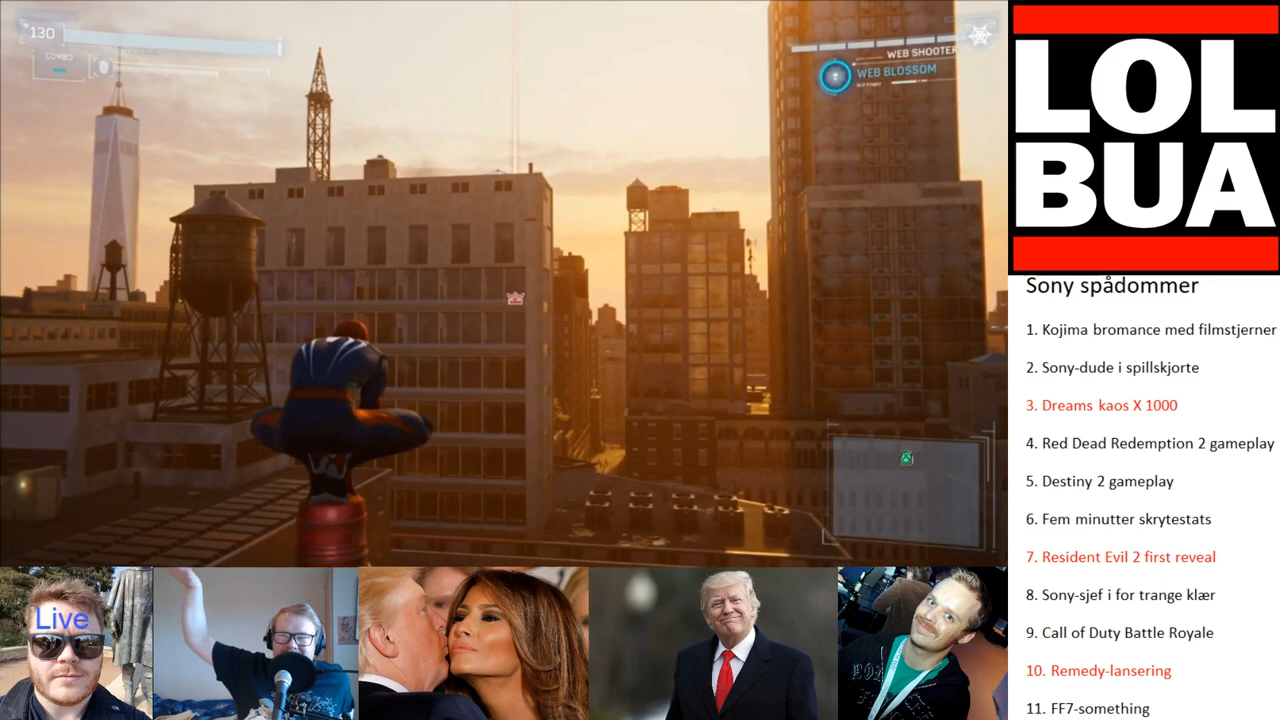 130
COMBO
WEB SHOOTER
WEB BLOSSOM
LOL
BUA
Sony spådommer
1. Kojima bromance med filmstjerner
2. Sony-dude i spillskjorte
3. Dreams kaos X 1000
4. Red Dead Redemption 2 gameplay
5. Destiny 2 gameplay
6. Fem minutter skrytestats
7. Resident Evil 2 first reveal
8. Sony-sjef i for trange klær
9. Call of Duty Battle Royale
10. Remedy-lansering
11. FF7-something
Live